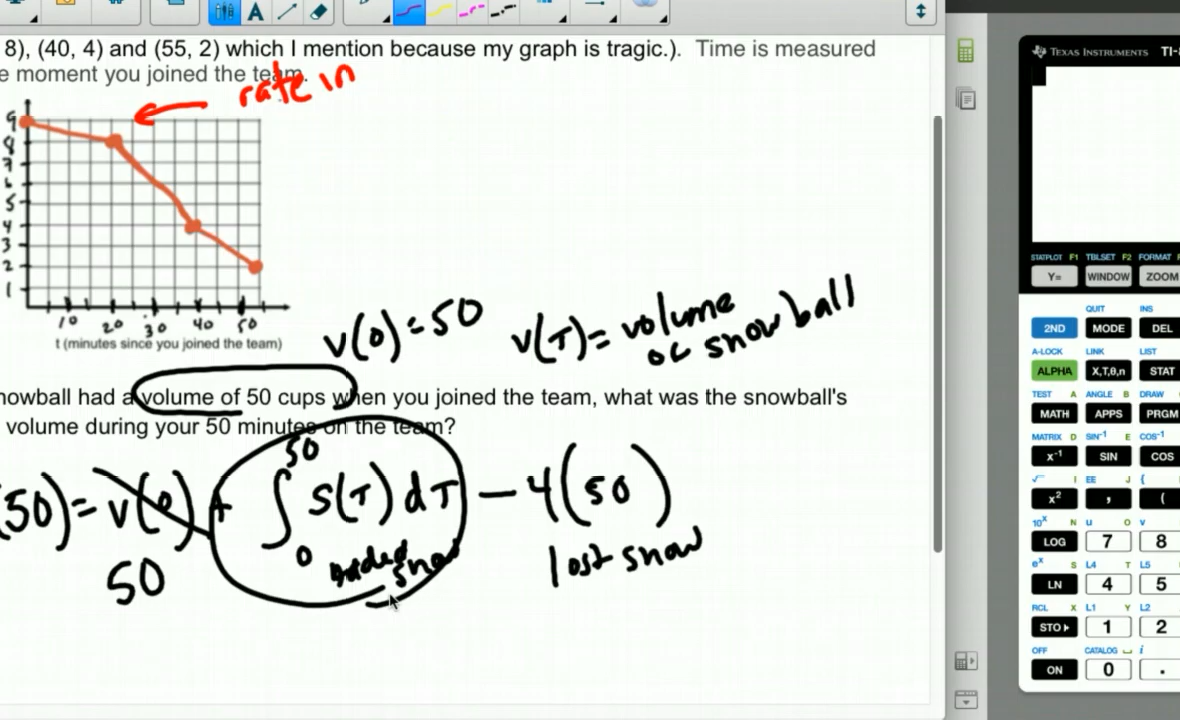 8), (40, 4) and (55, 2) which I mention because my graph is tragic.). Time is measured
e moment you joined the team.
rate in
9
8
7
6
5
4
3
2
1
10 20 30 40 50
t (minutes since you joined the team)
v(0) = 50
v(T) = volume
of snowball
nowball had a volume of 50 cups when you joined the team, what was the snowball's
volume during your 50 minutes on the team?
(50) = v(0) + ∫ 0 50 s(T) dT - 4(50)
50
added snow
lost snow
TEXAS INSTRUMENTS TI-8
STATPLOT F1 TBLSET F2 FORMAT F
Y= WINDOW ZOOM
QUIT INS
2ND MODE DEL
A-LOCK LINK LIST
ALPHA X,T,θ,n STAT
TEST A ANGLE B DRAW
MATH APPS PRGM
MATRIX D SIN⁻¹ E COS⁻¹
x⁻¹ SIN COS
√ I EE J {
x² , (
10ˣ N u O v
LOG 7 8
eˣ S L4 T L5
LN 4 5
RCL X L1 Y L2
STO▸ 1 2
OFF CATALOG i
ON 0 .
A